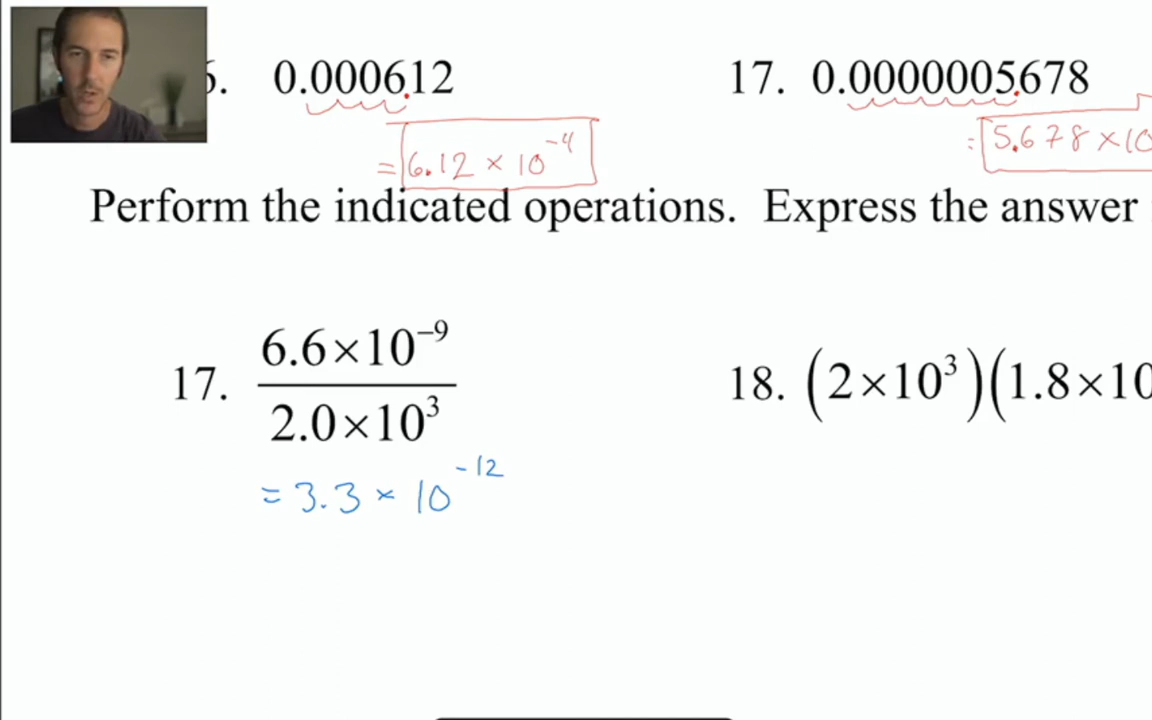 6. 0.000612
17. 0.0000005678
= 6.12 × 10⁻⁴
= 5.678 × 10
Perform the indicated operations. Express the answer
17. 6.6×10⁻⁹
2.0×10³
18. (2×10³)(1.8×10
= 3.3 × 10⁻¹²